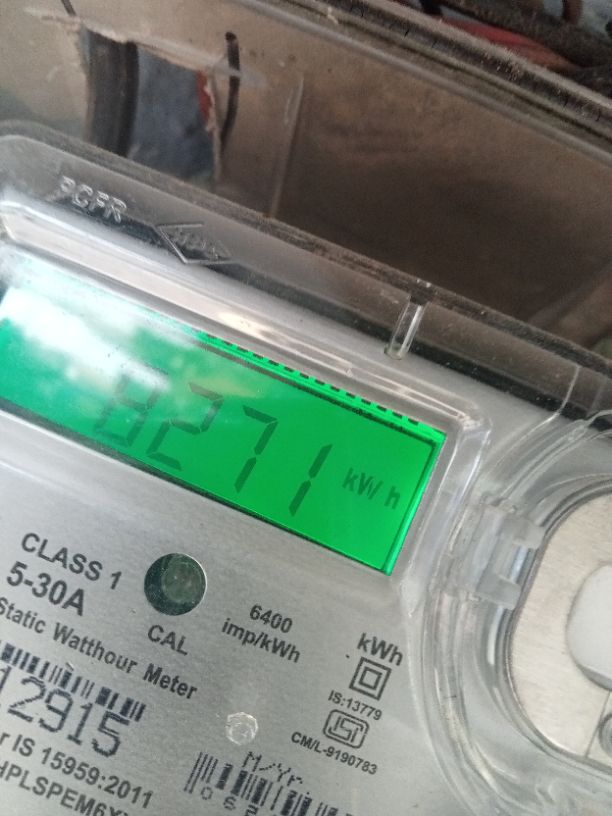 PCFR
8271 kWh
CLASS 1
5-30A
Static Watthour Meter
CAL
6400
imp/kWh
kWh
IS:13779
CM/L-9190783
12915
IS 15959:2011
M/Yr.